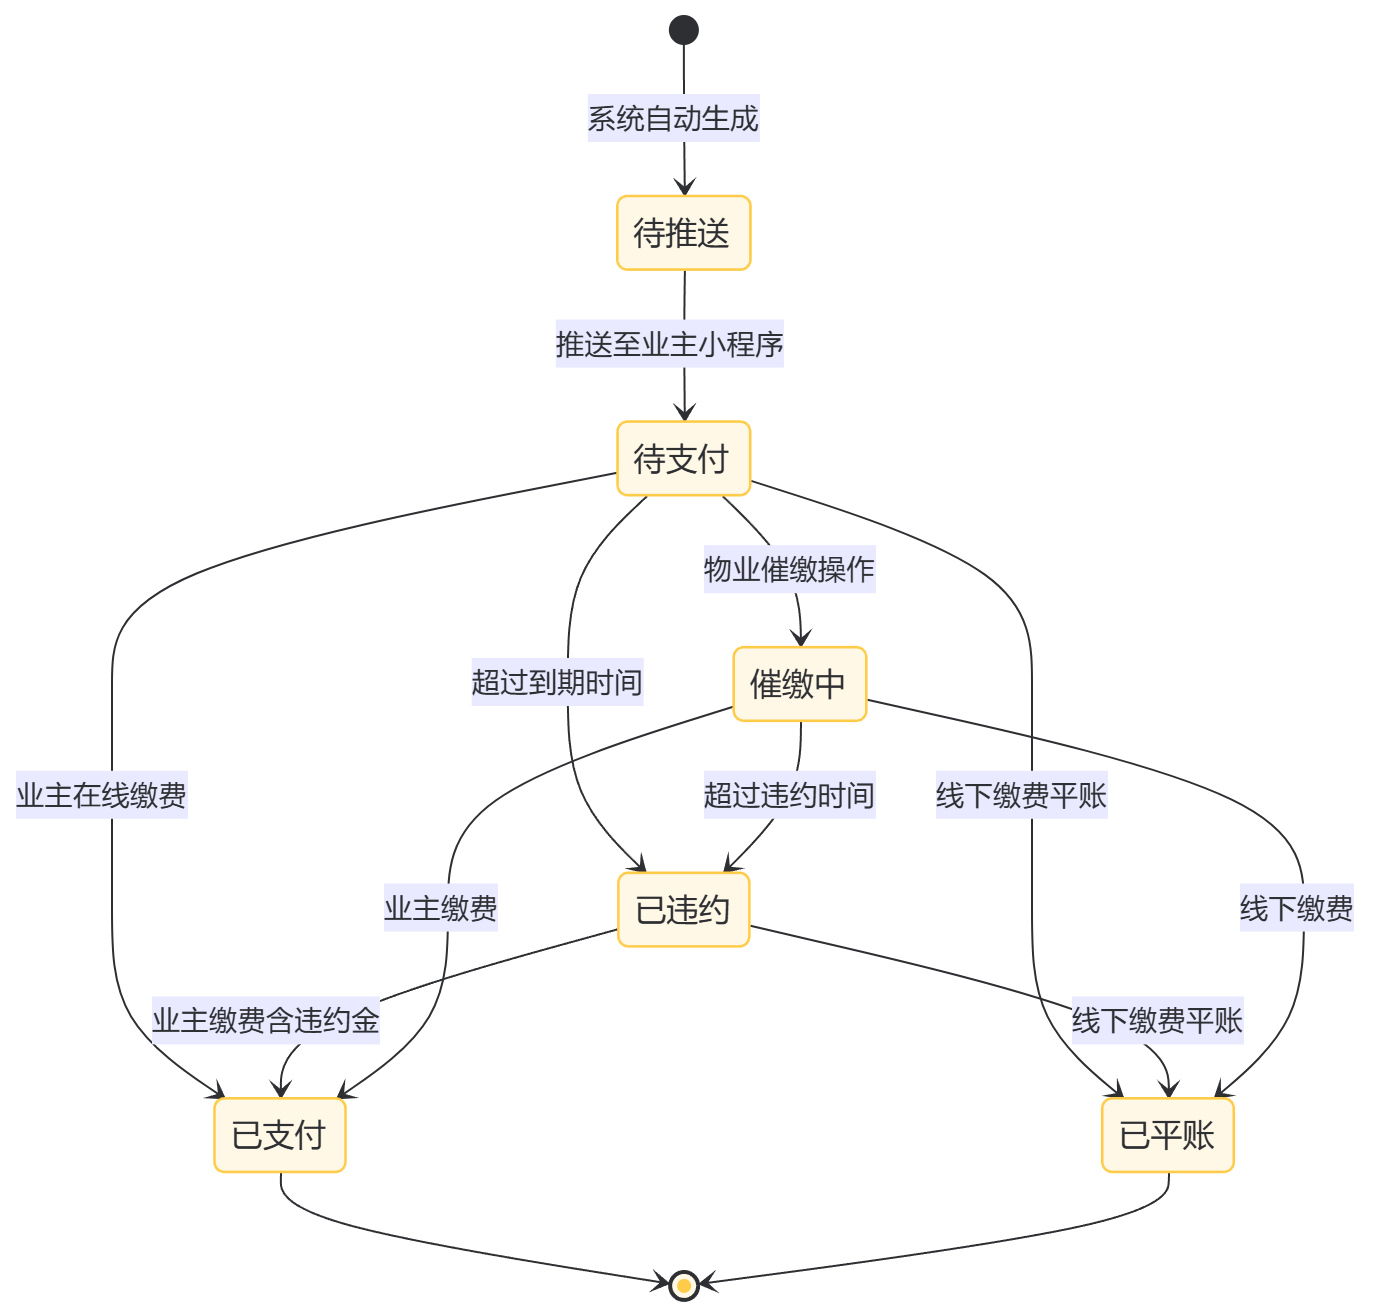 系统自动生成
待推送
推送至业主小程序
待支付
物业催缴操作
超过到期时间
催缴中
业主在线缴费
超过违约时间
线下缴费平账
业主缴费
已违约
线下缴费
业主缴费含违约金
线下缴费平账
已支付
已平账